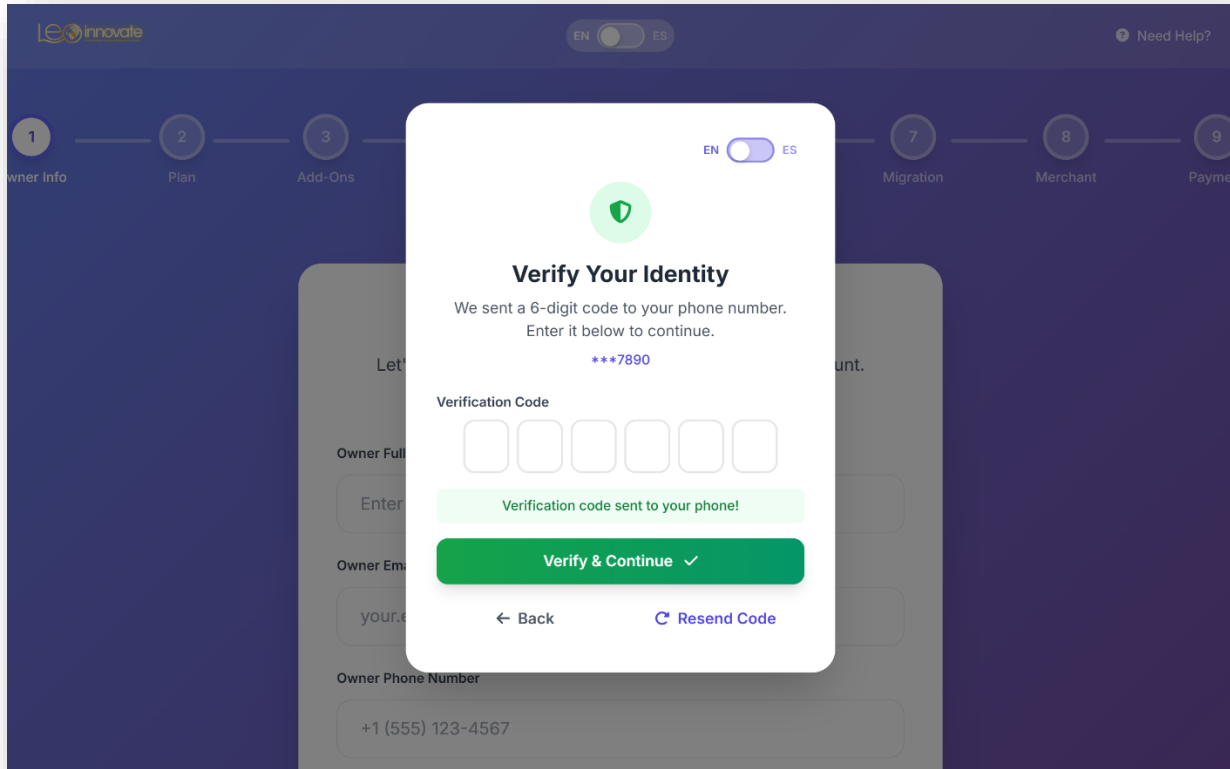 Leo innovate
EN ES
Need Help?
1 2 3 7 8 9
wner Info Plan Add-Ons Migration Merchant Payme
EN ES
Verify Your Identity
We sent a 6-digit code to your phone number.
Enter it below to continue.
***7890
Let' unt.
Verification Code
Owner Full
Enter
Verification code sent to your phone!
Verify & Continue
Owner Ema
your.e
Back Resend Code
Owner Phone Number
+1 (555) 123-4567